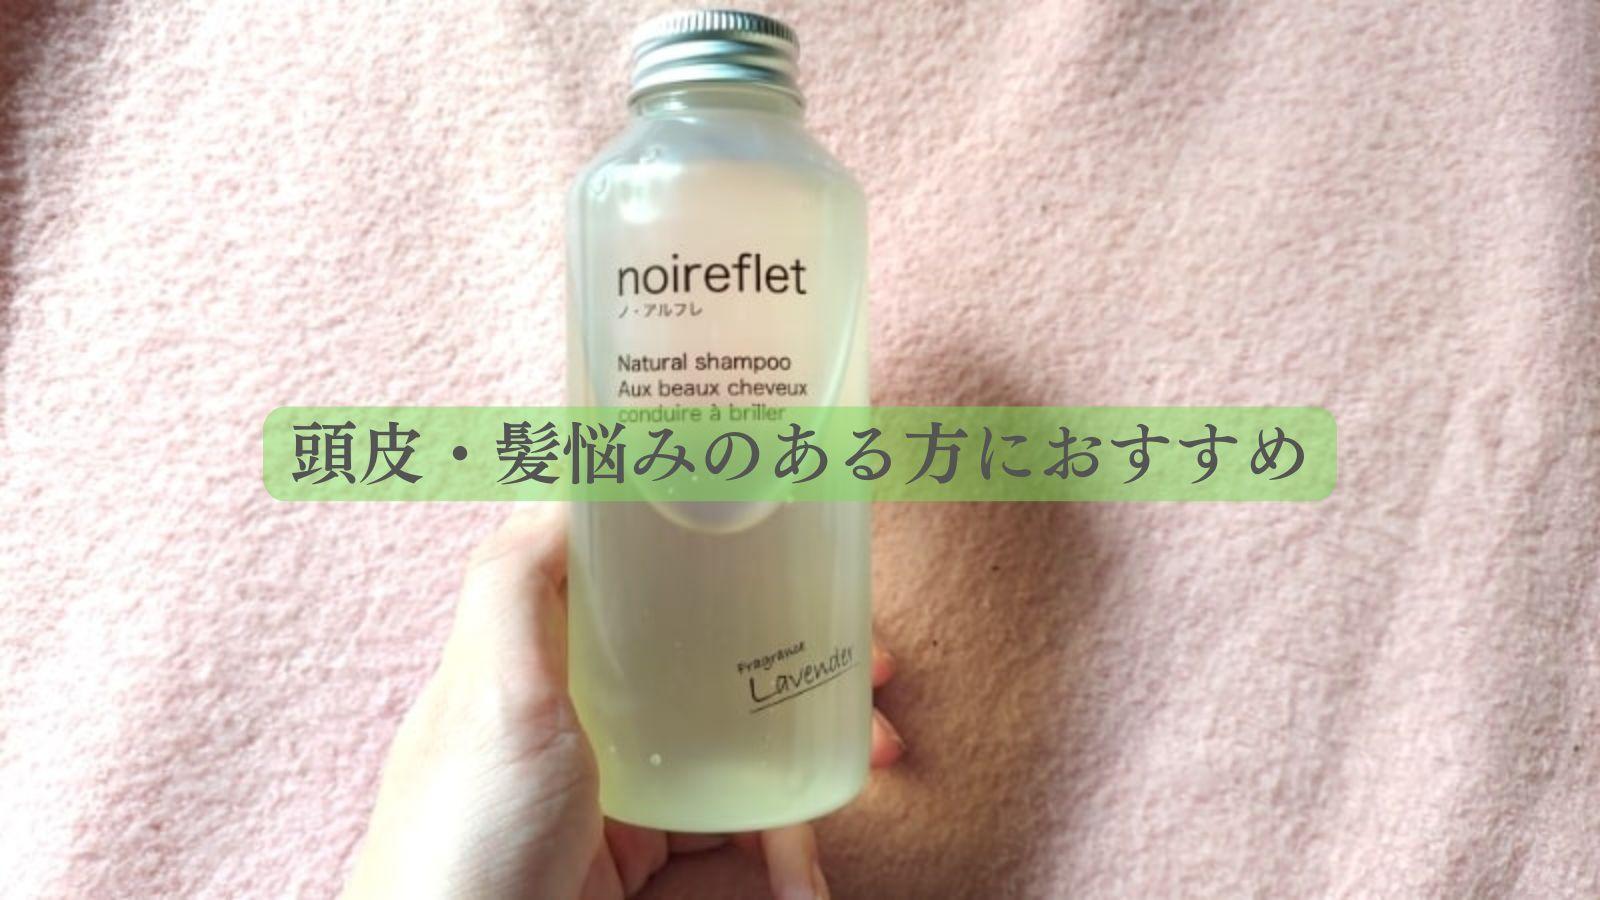 noireflet
ノ・アルフレ
Natural shampoo
Aux beaux cheveux
conduire à briller
頭皮・髪悩みのある方におすすめ
Fragrance
Lavender